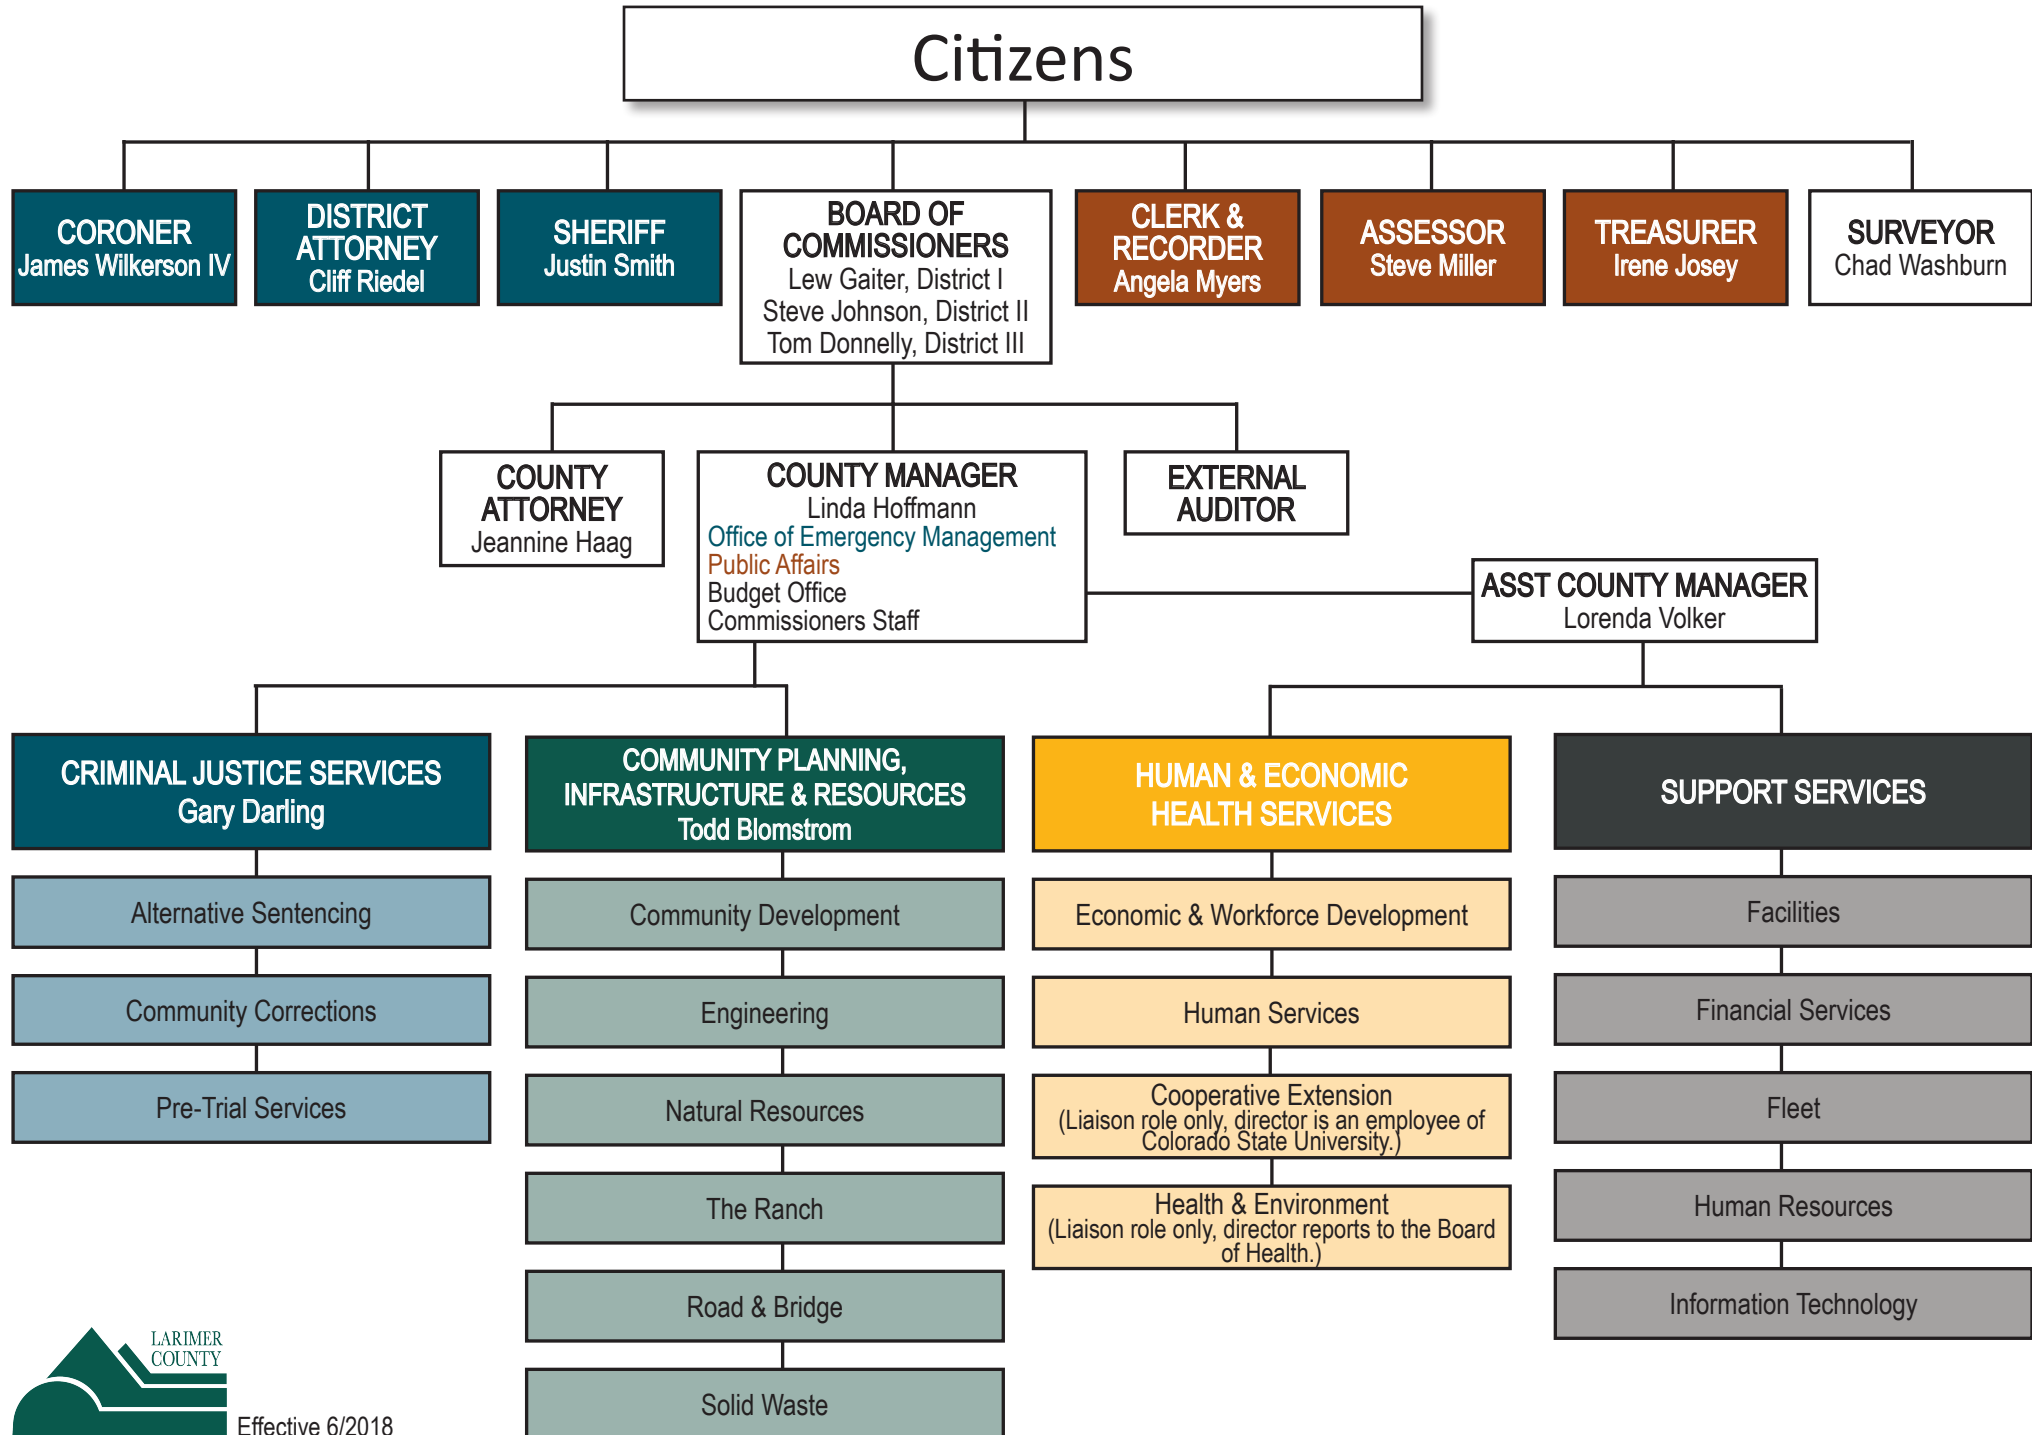 Citizens
CORONER
James Wilkerson IV
DISTRICT
ATTORNEY
Cliff Riedel
SHERIFF
Justin Smith
BOARD OF
COMMISSIONERS
Lew Gaiter, District I
Steve Johnson, District II
Tom Donnelly, District III
CLERK &
RECORDER
Angela Myers
ASSESSOR
Steve Miller
TREASURER
Irene Josey
SURVEYOR
Chad Washburn
COUNTY
ATTORNEY
Jeannine Haag
COUNTY MANAGER
Linda Hoffmann
Office of Emergency Management
Public Affairs
Budget Office
Commissioners Staff
EXTERNAL
AUDITOR
ASST COUNTY MANAGER
Lorenda Volker
CRIMINAL JUSTICE SERVICES
Gary Darling
Alternative Sentencing
Community Corrections
Pre-Trial Services
COMMUNITY PLANNING,
INFRASTRUCTURE & RESOURCES
Todd Blomstrom
Community Development
Engineering
Natural Resources
The Ranch
Road & Bridge
Solid Waste
HUMAN & ECONOMIC
HEALTH SERVICES
Economic & Workforce Development
Human Services
Cooperative Extension
(Liaison role only, director is an employee of
Colorado State University.)
Health & Environment
(Liaison role only, director reports to the Board
of Health.)
SUPPORT SERVICES
Facilities
Financial Services
Fleet
Human Resources
Information Technology
LARIMER
COUNTY
Effective 6/2018